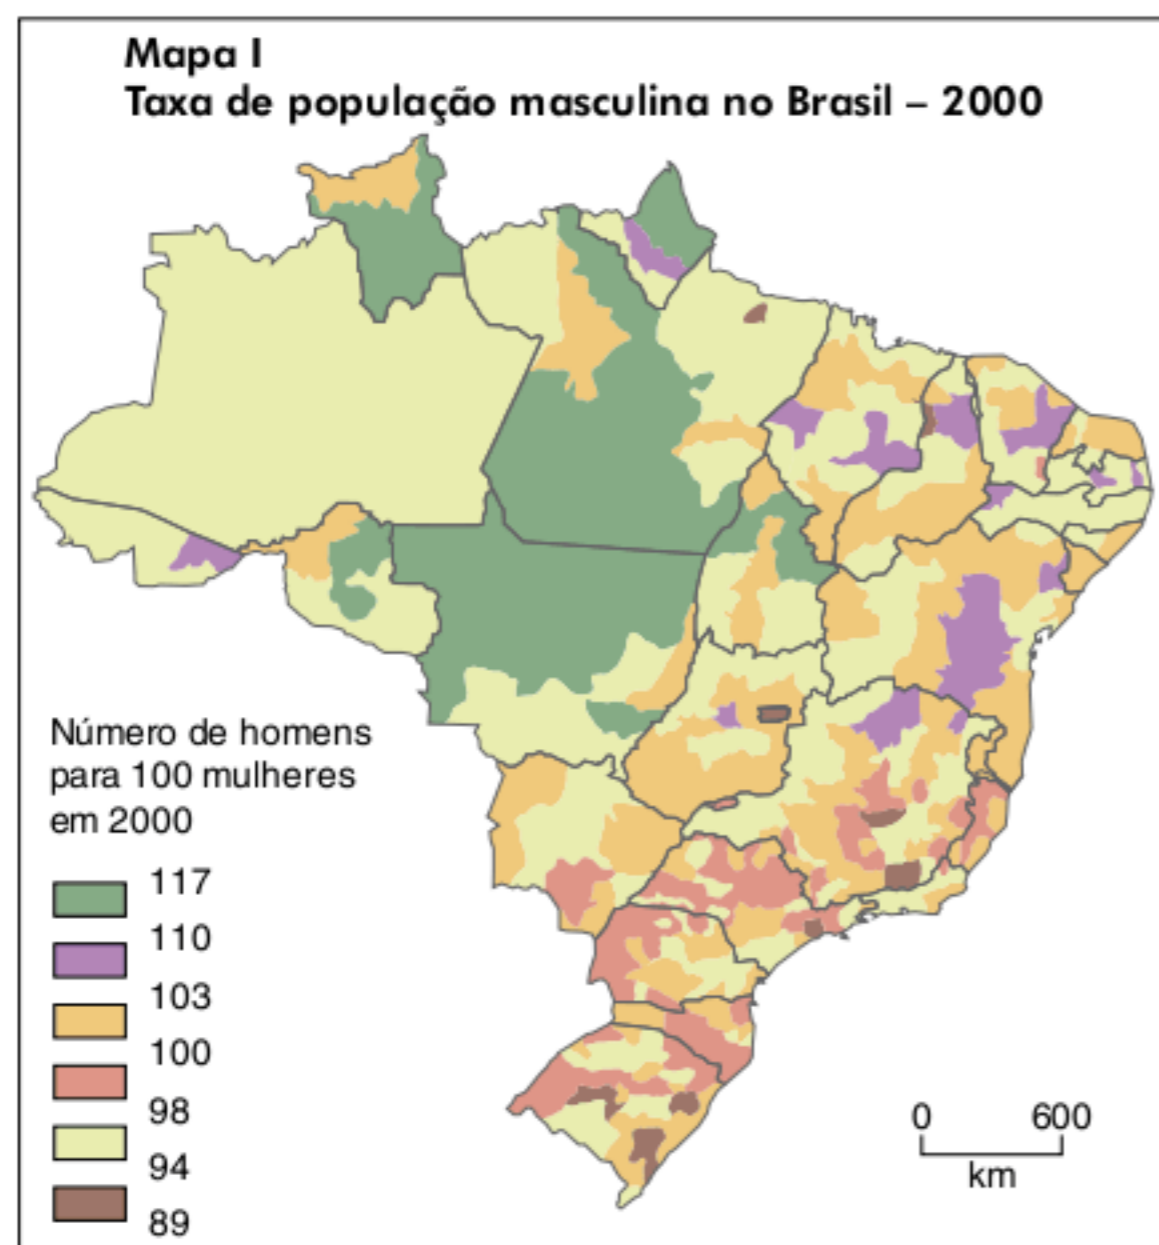 Mapa I
Taxa de população masculina no Brasil – 2000
Número de homens
para 100 mulheres
em 2000
117
110
103
100
98
94
89
0 600
km